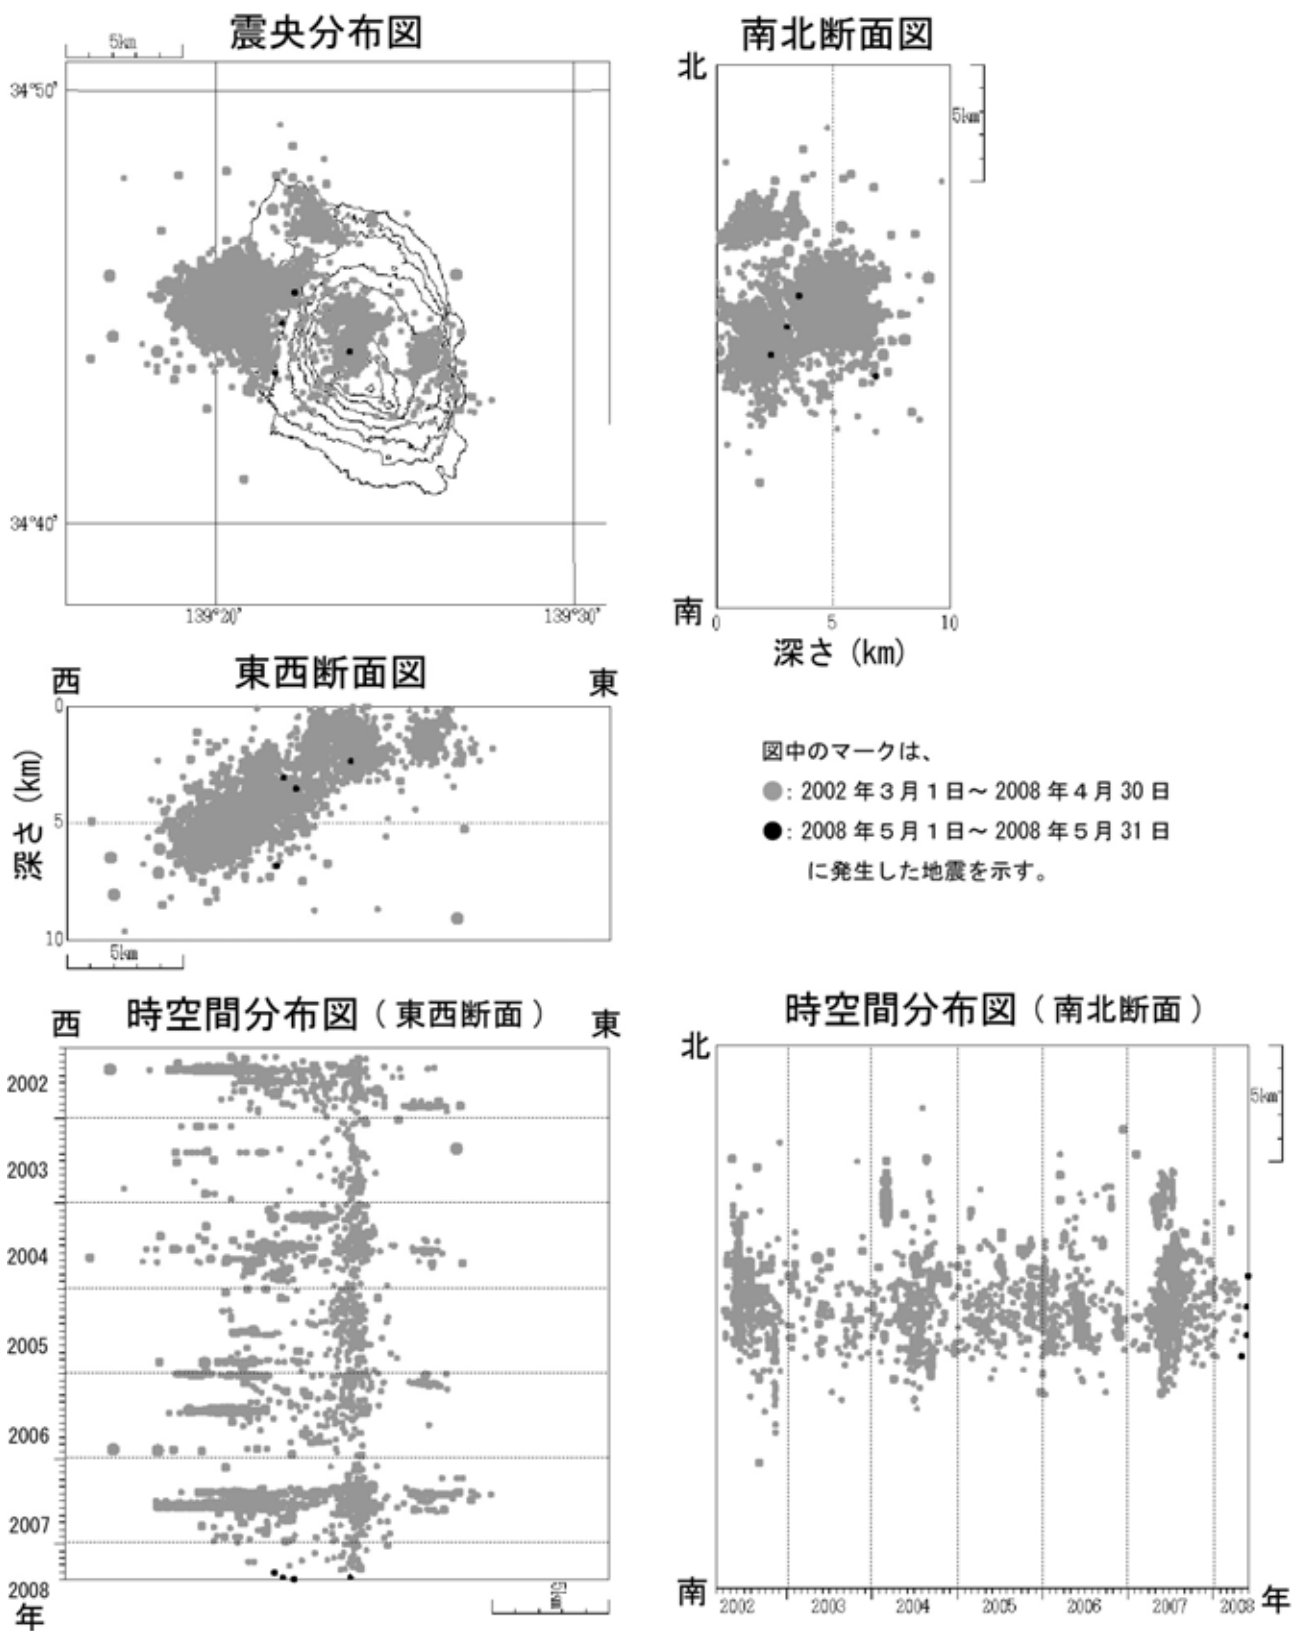 震央分布図
5km
34°50'
34°40'
139°20'
139°30'
南北断面図
北
5km
南
0
5
10
深さ (km)
東西断面図
西
東
0
5
10
深さ (km)
5km
図中のマークは、
●: 2002 年 3 月 1 日～ 2008 年 4 月 30 日
●: 2008 年 5 月 1 日～ 2008 年 5 月 31 日
に発生した地震を示す。
時空間分布図 ( 東西断面 )
西
東
2002
2003
2004
2005
2006
2007
2008
年
5km
時空間分布図 ( 南北断面 )
北
5km
南
2002
2003
2004
2005
2006
2007
2008
年